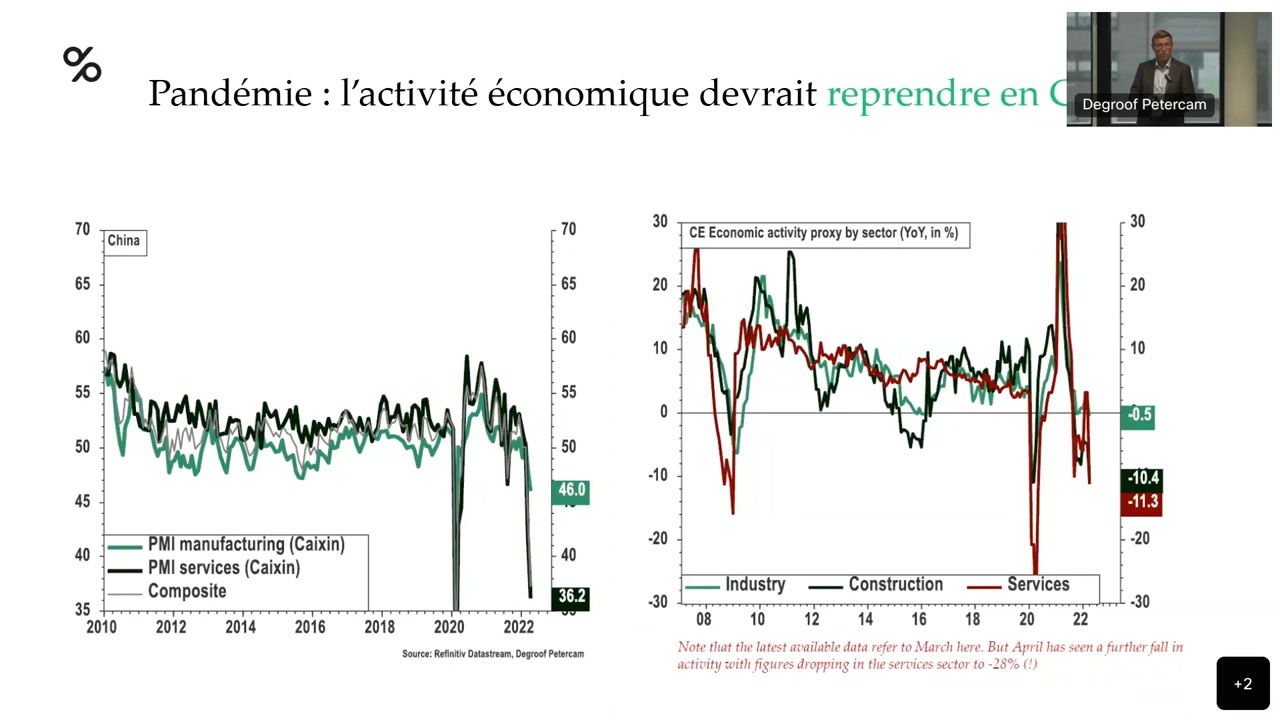 %
Pandémie : l’activité économique devrait reprendre en
Degroof Petercam
70
65
60
55
50
45
40
35
China
70
65
60
55
50
40
46.0
36.2
PMI manufacturing (Caixin)
PMI services (Caixin)
Composite
2010 2012 2014 2016 2018 2020 2022
Source: Refinitiv Datastream, Degroof Petercam
30
20
10
0
-10
-20
-30
CE Economic activity proxy by sector (YoY, in %)
30
20
10
-0.5
-10.4
-11.3
-20
-30
Industry Construction Services
08 10 12 14 16 18 20 22
Note that the latest available data refer to March here. But April has seen a further fall in
activity with figures dropping in the services sector to -28% (!)
+2